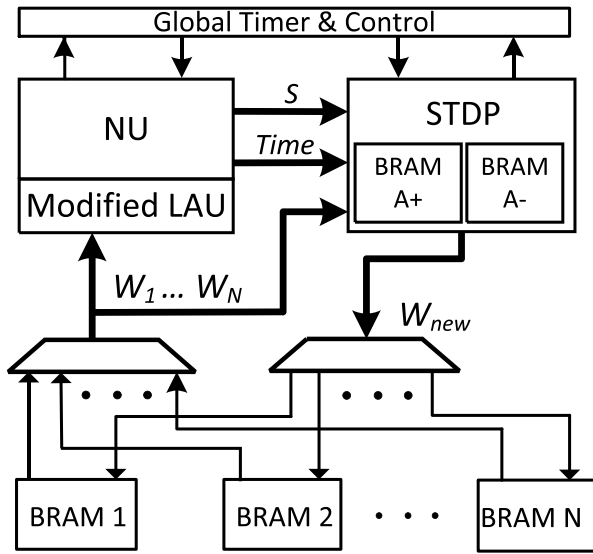 Global Timer & Control
NU
Modified LAU
S
Time
STDP
BRAM
A+
BRAM
A-
W1 ... WN
Wnew
• • •
• • •
BRAM 1
BRAM 2
• • •
BRAM N